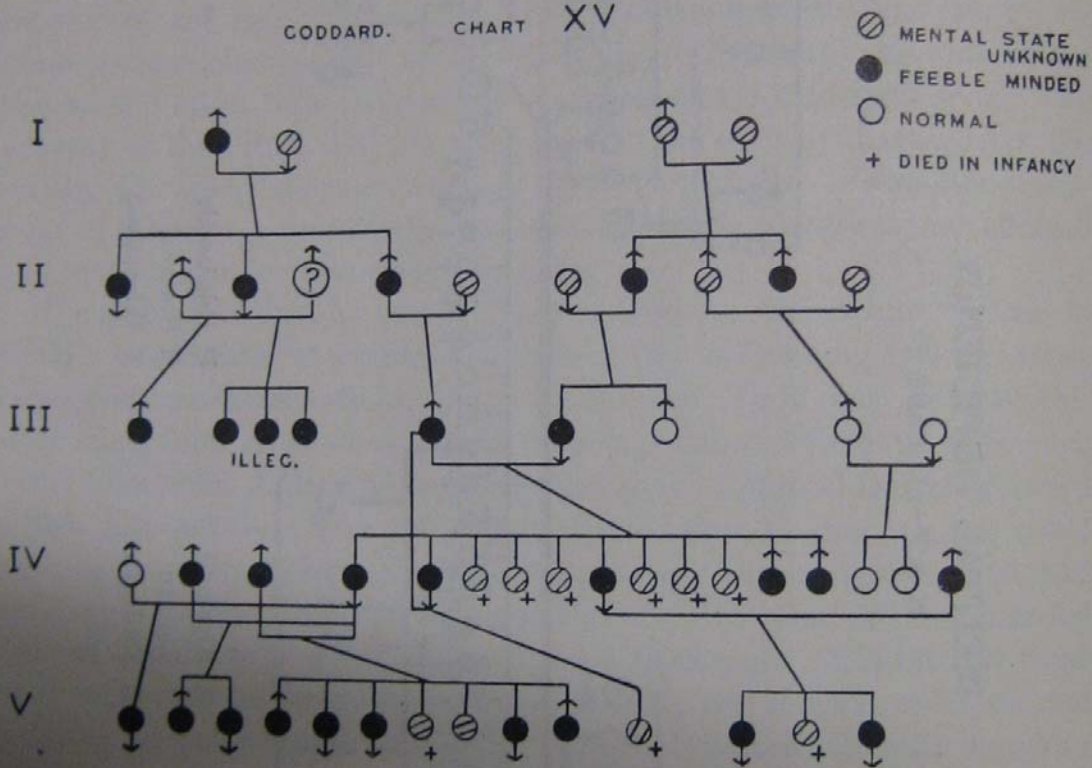 GODDARD. CHART XV
MENTAL STATE
UNKNOWN
FEEBLE MINDED
NORMAL
+ DIED IN INFANCY
I
II
?
III
ILLEG.
IV
+ + + + + +
V
+ + +